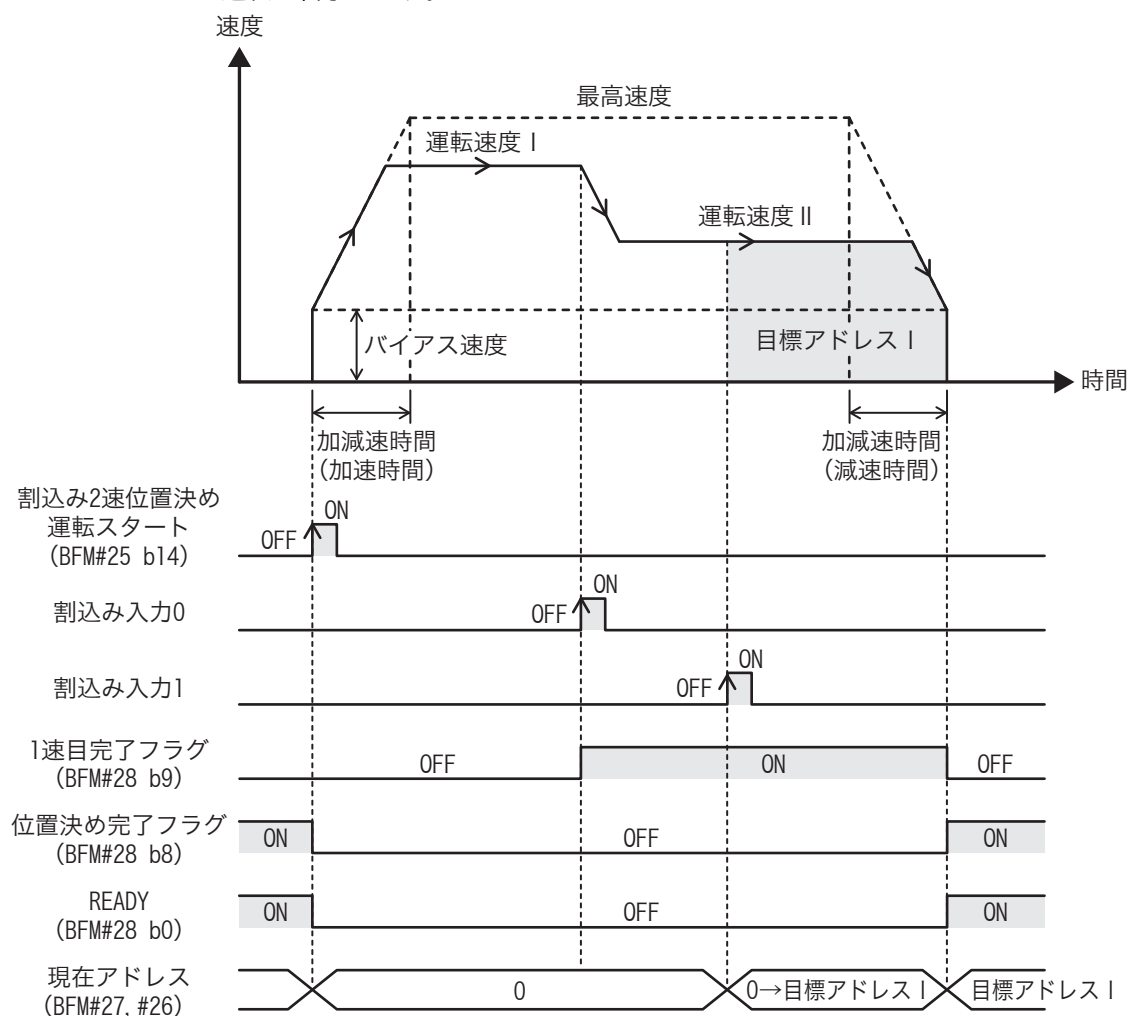 速度
最高速度
運転速度Ⅰ
運転速度Ⅱ
バイアス速度
目標アドレスⅠ
時間
加減速時間
(加速時間)
加減速時間
(減速時間)
割込み2速位置決め
運転スタート
(BFM#25 b14)
OFF
ON
割込み入力0
OFF
ON
割込み入力1
OFF
ON
1速目完了フラグ
(BFM#28 b9)
OFF
ON
OFF
位置決め完了フラグ
(BFM#28 b8)
ON
OFF
ON
READY
(BFM#28 b0)
ON
OFF
ON
現在アドレス
(BFM#27, #26)
0
0→目標アドレスⅠ
目標アドレスⅠ